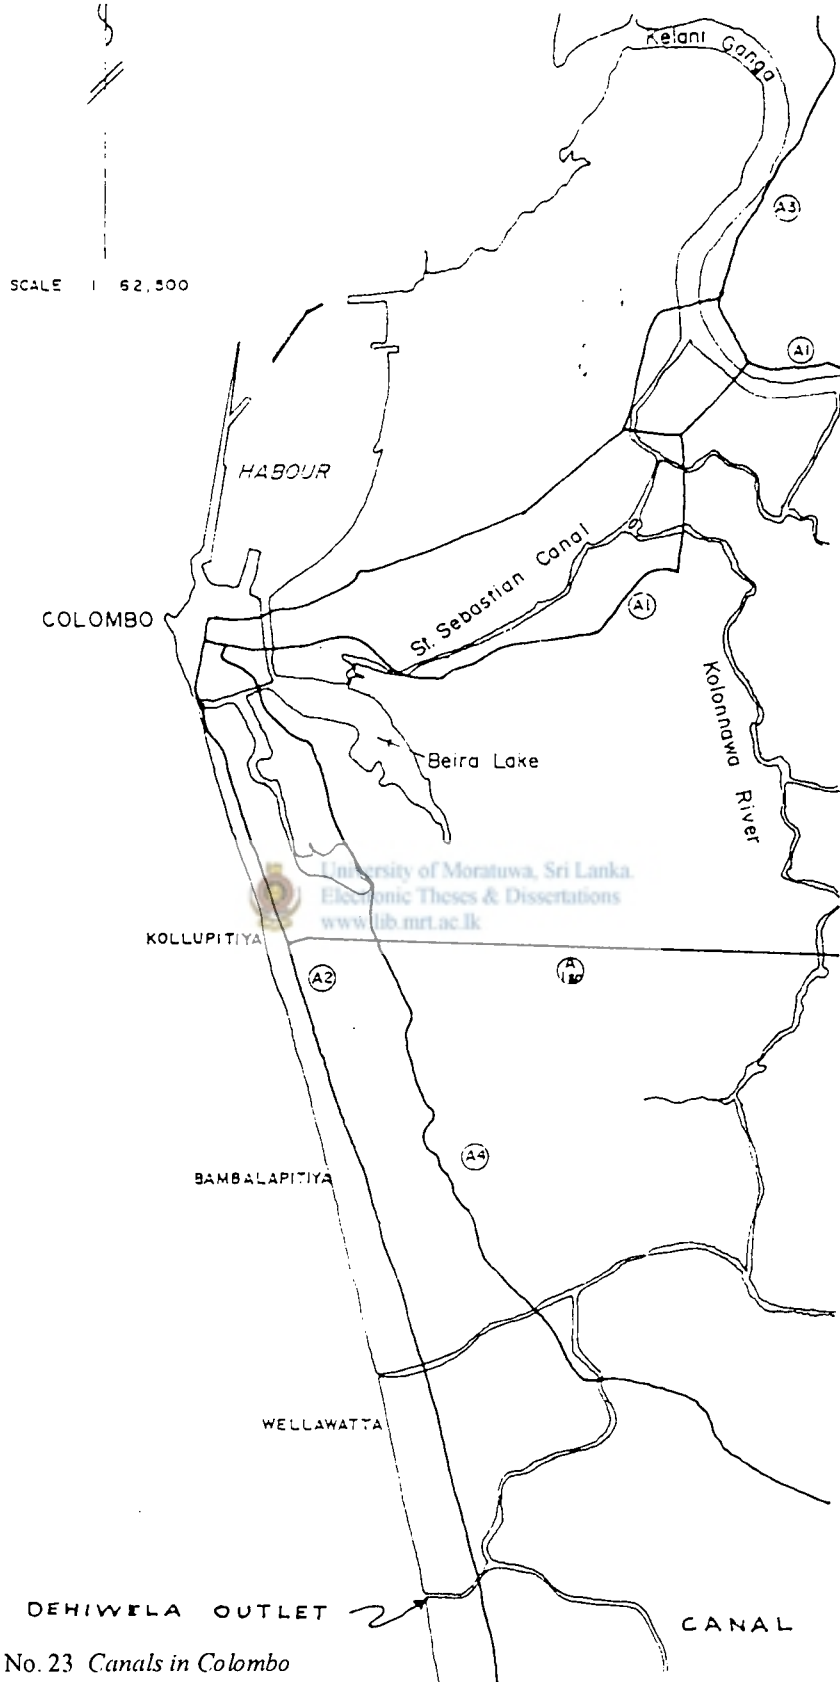 Kelani Ganga
A3
SCALE 1 62,500
A1
HABOUR
St. Sebastian Canal
COLOMBO
A1
Kolonnawa River
Beira Lake
University of Moratuwa, Sri Lanka.
Electronic Theses & Dissertations
www.lib.mrt.ac.lk
KOLLUPITIYA
A2
A
BAMBALAPITIYA
A4
WELLAWATTA
DEHIWELA OUTLET
CANAL
No. 23 Canals in Colombo